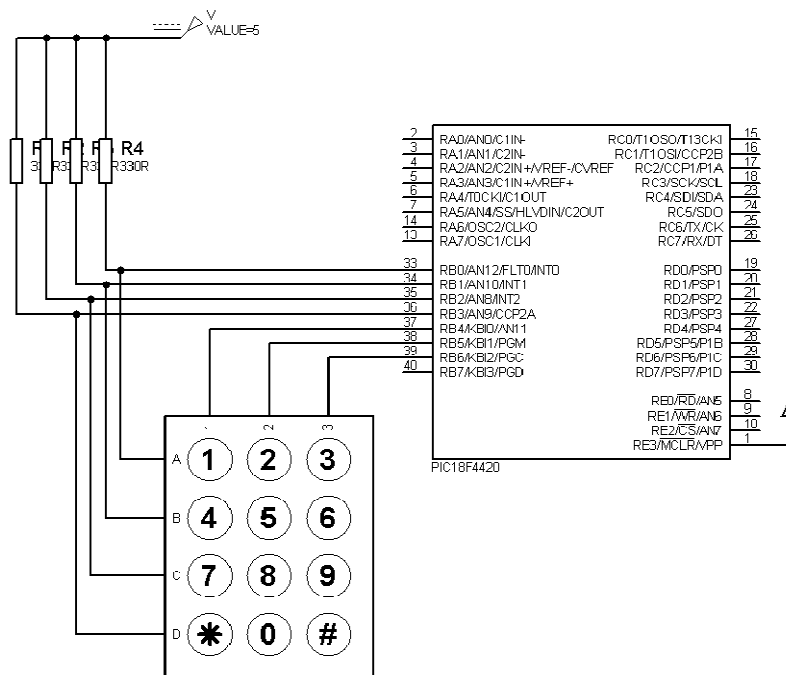 V
VALUE=5
R4
330R
2 RA0/AN0/C1IN-
3 RA1/AN1/C2IN-
4 RA2/AN2/C2IN+/VREF-/CVREF
5 RA3/AN3/C1IN+/VREF+
6 RA4/T0CKI/C1OUT
7 RA5/AN4/SS/HLVDIN/C2OUT
14 RA6/OSC2/CLKO
13 RA7/OSC1/CLKI
33 RB0/AN12/FLT0/INT0
34 RB1/AN10/INT1
35 RB2/AN8/INT2
36 RB3/AN9/CCP2A
37 RB4/KBI0/AN11
38 RB5/KBI1/PGM
39 RB6/KBI2/PGC
40 RB7/KBI3/PGD
RC0/T1OSO/T13CKI 15
RC1/T1OSI/CCP2B 16
RC2/CCP1/P1A 17
RC3/SCK/SCL 18
RC4/SDI/SDA 23
RC5/SDO 24
RC6/TX/CK 25
RC7/RX/DT 26
RD0/PSP0 19
RD1/PSP1 20
RD2/PSP2 21
RD3/PSP3 22
RD4/PSP4 27
RD5/PSP5/P1B 28
RD6/PSP6/P1C 29
RD7/PSP7/P1D 30
RE0/RD/AN5 8
RE1/WR/AN6 9
RE2/CS/AN7 10
RE3/MCLR/VPP 1
PIC18F4420
1 2 3
A 1 2 3
B 4 5 6
C 7 8 9
D * 0 #